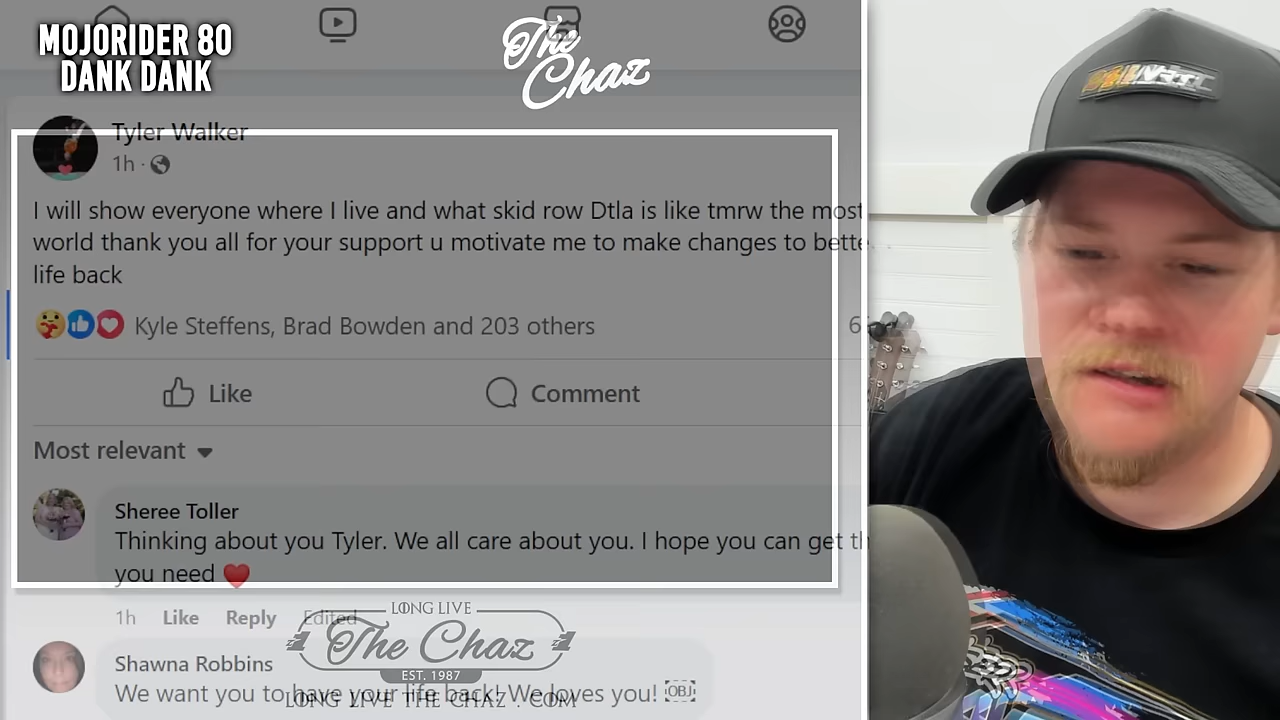 MOJORIDER 80
DANK DANK
The
Chaz
Tyler Walker
1h ·
I will show everyone where I live and what skid row Dtla is like tmrw the most
world thank you all for your support u motivate me to make changes to bette
life back
Kyle Steffens, Brad Bowden and 203 others
6
Like
Comment
Most relevant
Sheree Toller
Thinking about you Tyler. We all care about you. I hope you can get th
you need
1h Like Reply Edited
LONG LIVE
The Chaz
EST. 1987
LONG LIVE THE CHAZ . COM
Shawna Robbins
We want you to have your life back! We loves you! OBJ